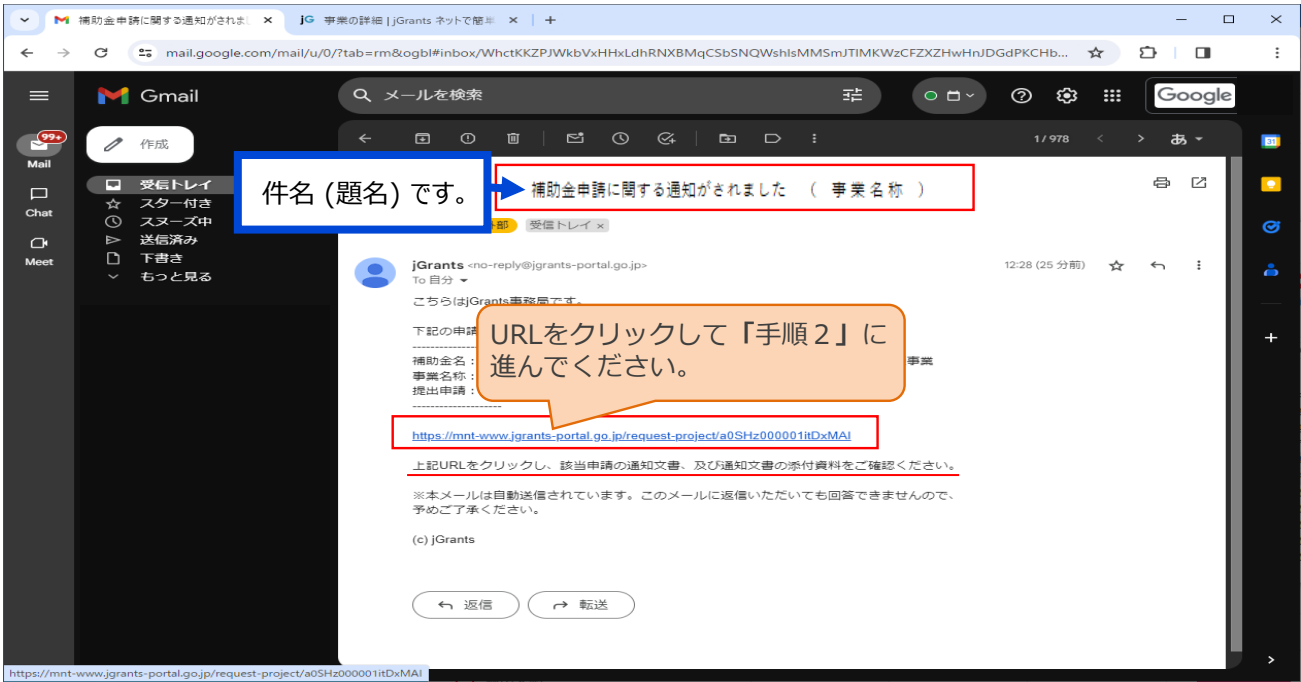 補助金申請に関する通知がされま
jG 事業の詳細 | jGrants ネットで簡単
mail.google.com/mail/u/0/?tab=rm&ogbl#inbox/WhctKKZPJWkbVxHHxLdhRNXBMqCSbSNQWshlsMMSmJTlMKWzCFZXZHwHnJDGdPKCHb...
Gmail
メールを検索
Google
99+
Mail
Chat
Meet
作成
受信トレイ
スター付き
スヌーズ中
送信済み
下書き
もっと見る
1/ 978
あ
31
件名 (題名) です。
補助金申請に関する通知がされました （ 事業名称 ）
部
受信トレイ ×
jGrants <no-reply@jgrants-portal.go.jp>
12:28 (25 分前)
To 自分
こちらはjGrants事務局です。
下記の申請
URLをクリックして「手順２」に
進んでください。
--------------------
補助金名：
事業
事業名称：
提出申請：
--------------------
https://mnt-www.jgrants-portal.go.jp/request-project/a0SHz000001itDxMAI
上記URLをクリックし、該当申請の通知文書、及び通知文書の添付資料をご確認ください。
※本メールは自動送信されています。このメールに返信いただいても回答できませんので、
予めご了承ください。
(c) jGrants
返信
転送
https://mnt-www.jgrants-portal.go.jp/request-project/a0SHz000001itDxMAI